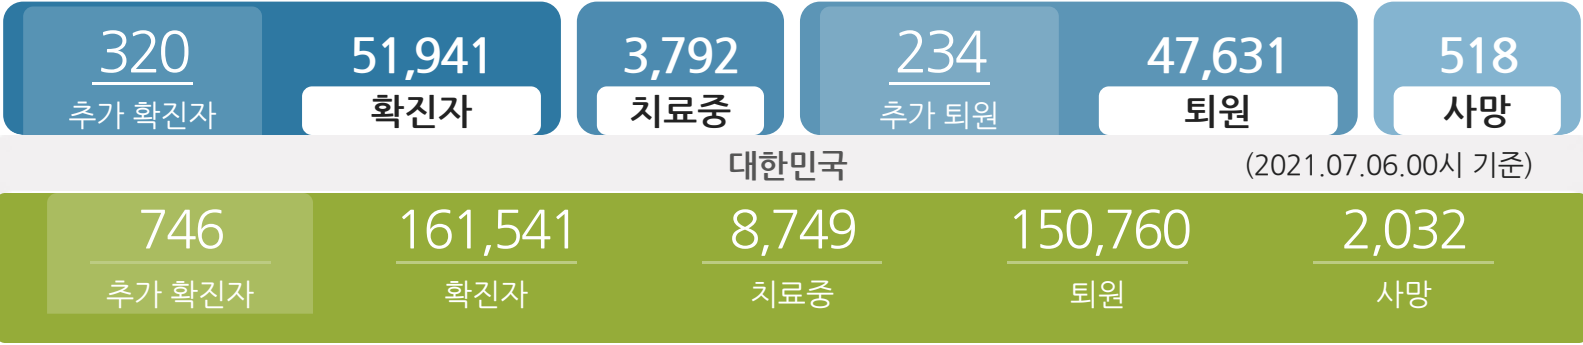 320 51,941 3,792 234 47,631 518
추가 확진자 확진자 치료중 추가 퇴원 퇴원 사망
대한민국 (2021.07.06.00시 기준)
746 161,541 8,749 150,760 2,032
추가 확진자 확진자 치료중 퇴원 사망